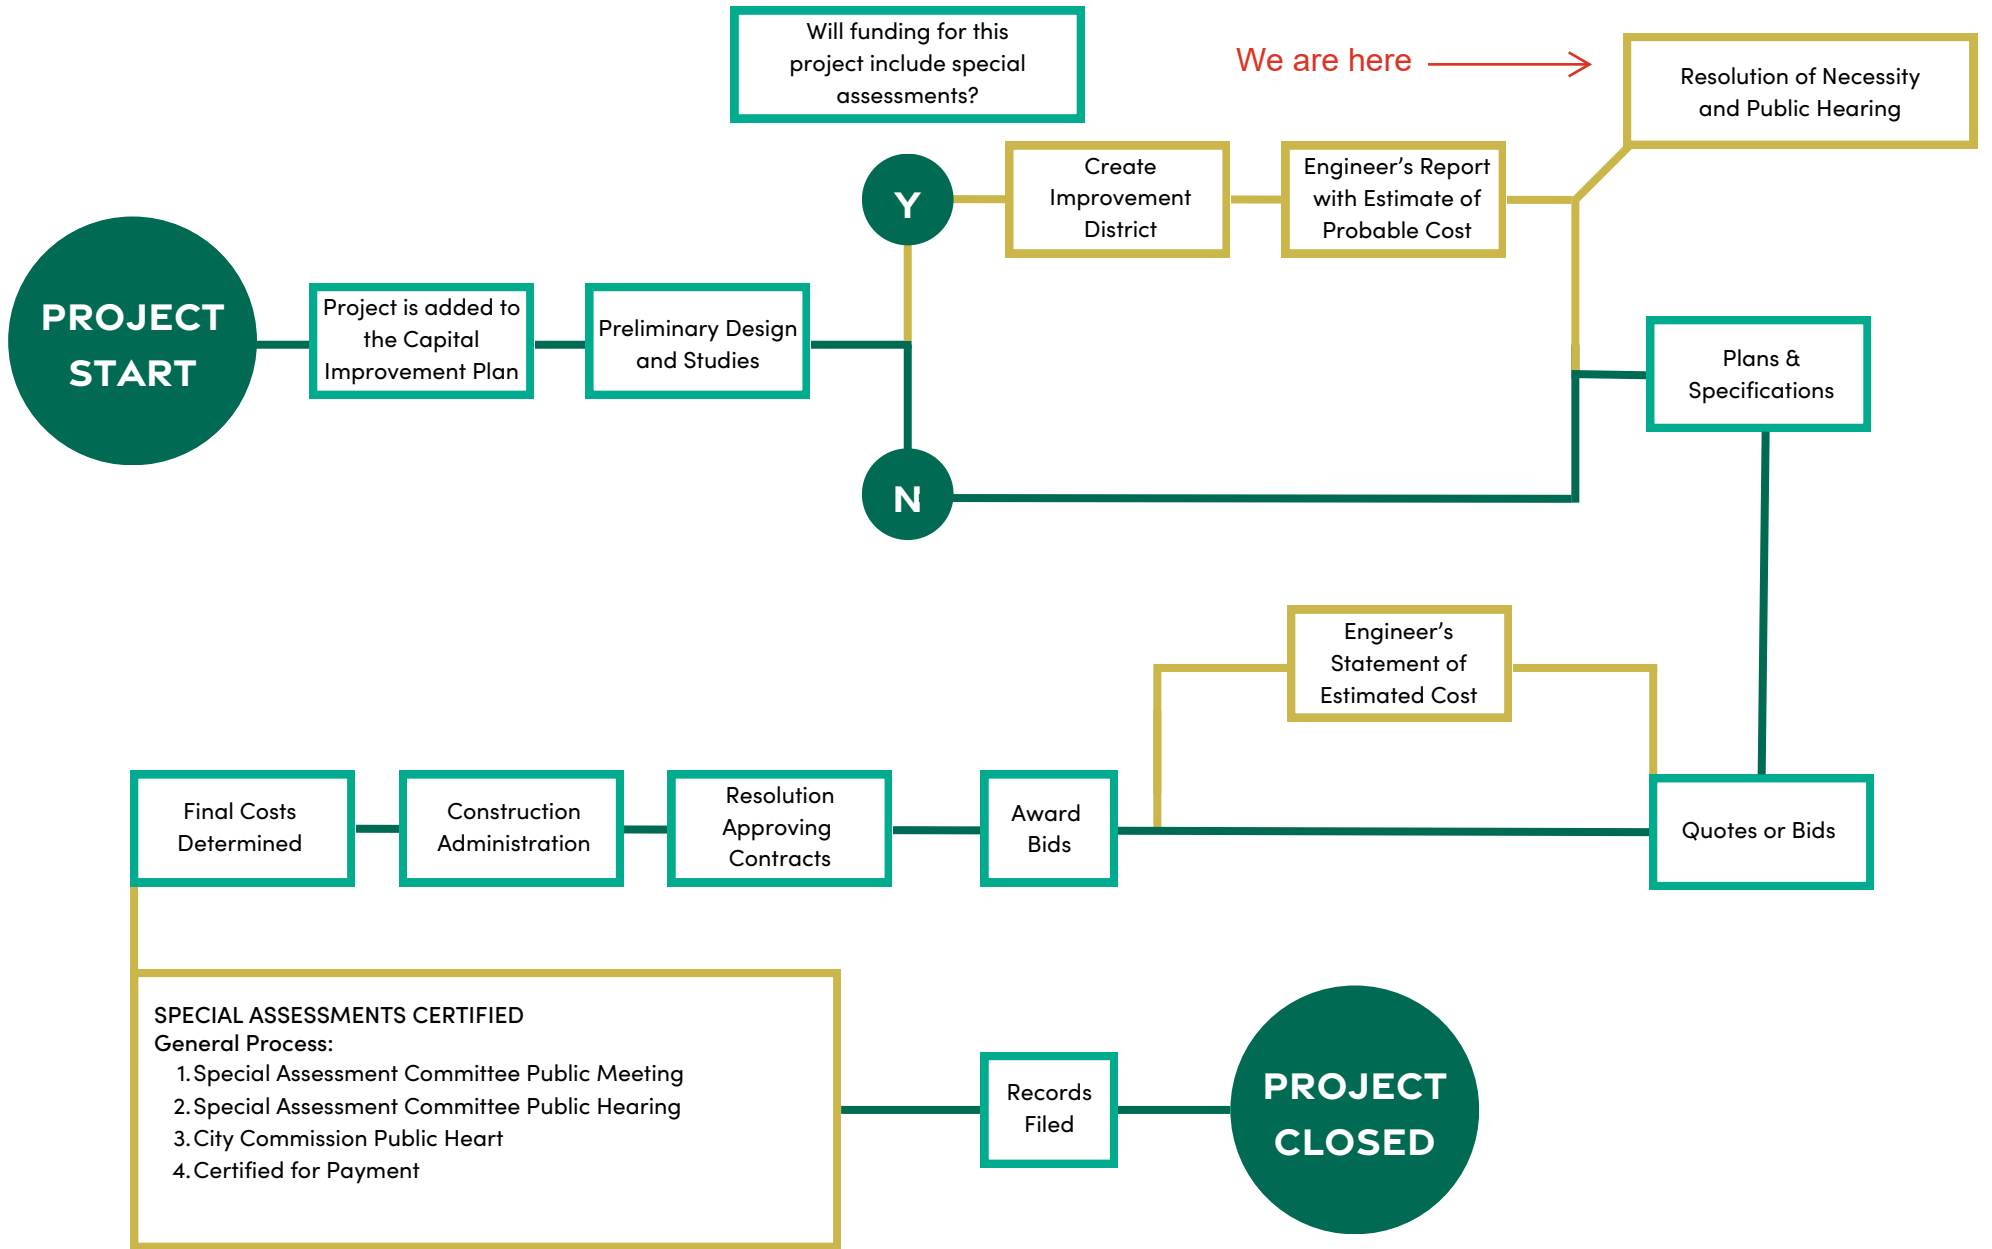 Will funding for this
project include special
assessments?
We are here
Resolution of Necessity
and Public Hearing
Y
Create
Improvement
District
Engineer’s Report
with Estimate of
Probable Cost
PROJECT
START
Project is added to
the Capital
Improvement Plan
Preliminary Design
and Studies
N
Plans &
Specifications
Engineer’s
Statement of
Estimated Cost
Final Costs
Determined
Construction
Administration
Resolution
Approving
Contracts
Award
Bids
Quotes or Bids
SPECIAL ASSESSMENTS CERTIFIED
General Process:
1. Special Assessment Committee Public Meeting
2. Special Assessment Committee Public Hearing
3. City Commission Public Heart
4. Certified for Payment
Records
Filed
PROJECT
CLOSED